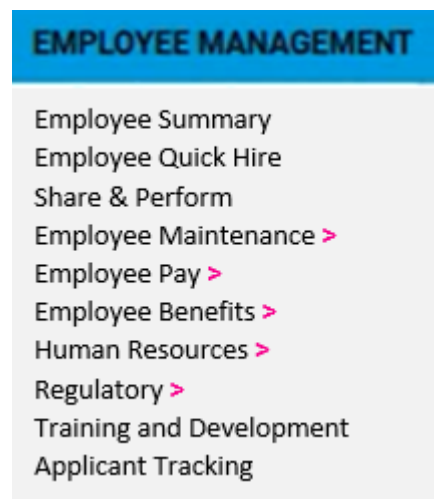 EMPLOYEE MANAGEMENT
Employee Summary
Employee Quick Hire
Share & Perform
Employee Maintenance >
Employee Pay >
Employee Benefits >
Human Resources >
Regulatory >
Training and Development
Applicant Tracking